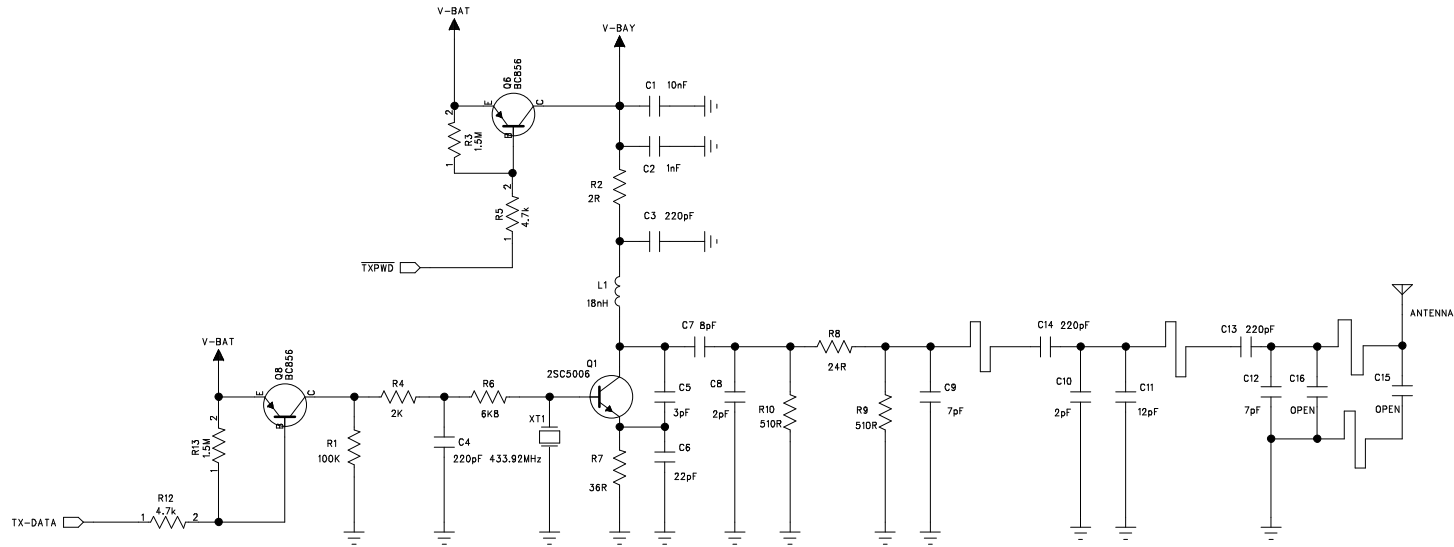 V-BAT
V-BAY
Q6
BC856
E
C
B
C1 10nF
2
R3
1.5M
1
C2 1nF
2
R5
4.7k
1
R2
2R
C3 220pF
TXPWD
L1
18nH
ANTENNA
V-BAT
Q8
BC856
E
C
B
R4
2K
R6
6K8
Q1
2SC5006
C7 8pF
R8
24R
C14 220pF
C13 220pF
C5
3pF
C8
2pF
R10
510R
R9
510R
C9
7pF
C10
2pF
C11
12pF
C12
7pF
C16
OPEN
C15
OPEN
2
R13
1.5M
1
R1
100K
C4
220pF
XT1
433.92MHz
R7
36R
C6
22pF
R12
4.7k
TX-DATA
1
2